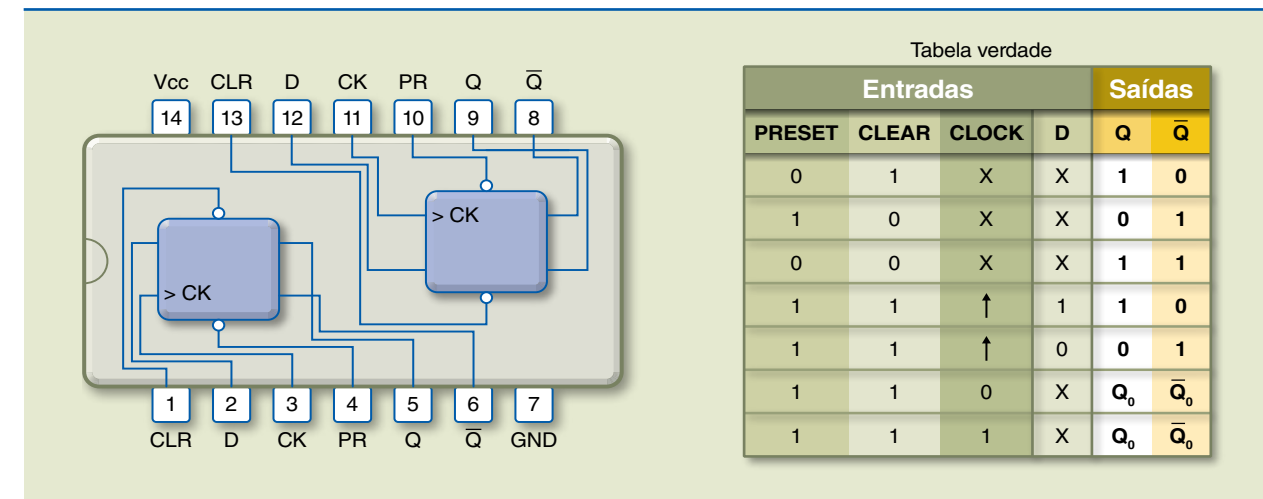 Vcc CLR D CK PR Q Q̅
14 13 12 11 10 9 8
> CK
> CK
1 2 3 4 5 6 7
CLR D CK PR Q Q̅ GND
Tabela verdade
Entradas Saídas
PRESET CLEAR CLOCK D Q Q̅
0 1 X X 1 0
1 0 X X 0 1
0 0 X X 1 1
1 1 ↑ 1 1 0
1 1 ↑ 0 0 1
1 1 0 X Q₀ Q̅₀
1 1 1 X Q₀ Q̅₀